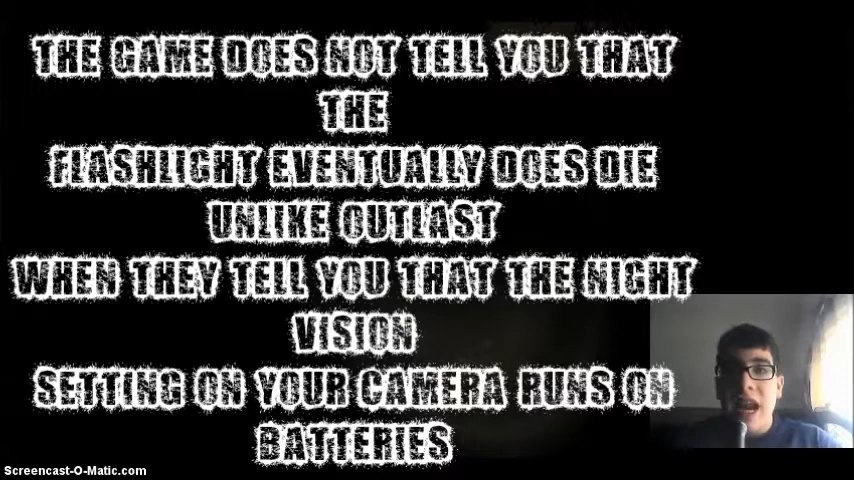 THE GAME DOES NOT TELL YOU THAT
THE
FLASHLIGHT EVENTUALLY DOES DIE
UNLIKE OUTLAST
WHEN THEY TELL YOU THAT THE NIGHT
VISION
SETTING ON YOUR CAMERA RUNS ON
BATTERIES
Screencast-O-Matic.com